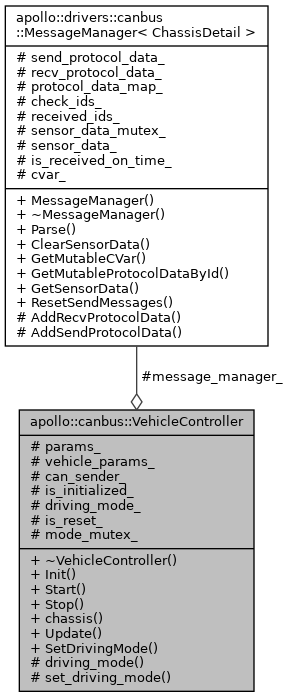 apollo::drivers::canbus
::MessageManager< ChassisDetail >
# send_protocol_data_
# recv_protocol_data_
# protocol_data_map_
# check_ids_
# received_ids_
# sensor_data_mutex_
# sensor_data_
# is_received_on_time_
# cvar_
+ MessageManager()
+ ~MessageManager()
+ Parse()
+ ClearSensorData()
+ GetMutableCVar()
+ GetMutableProtocolDataById()
+ GetSensorData()
+ ResetSendMessages()
# AddRecvProtocolData()
# AddSendProtocolData()
#message_manager_
apollo::canbus::VehicleController
# params_
# vehicle_params_
# can_sender_
# is_initialized_
# driving_mode_
# is_reset_
# mode_mutex_
+ ~VehicleController()
+ Init()
+ Start()
+ Stop()
+ chassis()
+ Update()
+ SetDrivingMode()
# driving_mode()
# set_driving_mode()